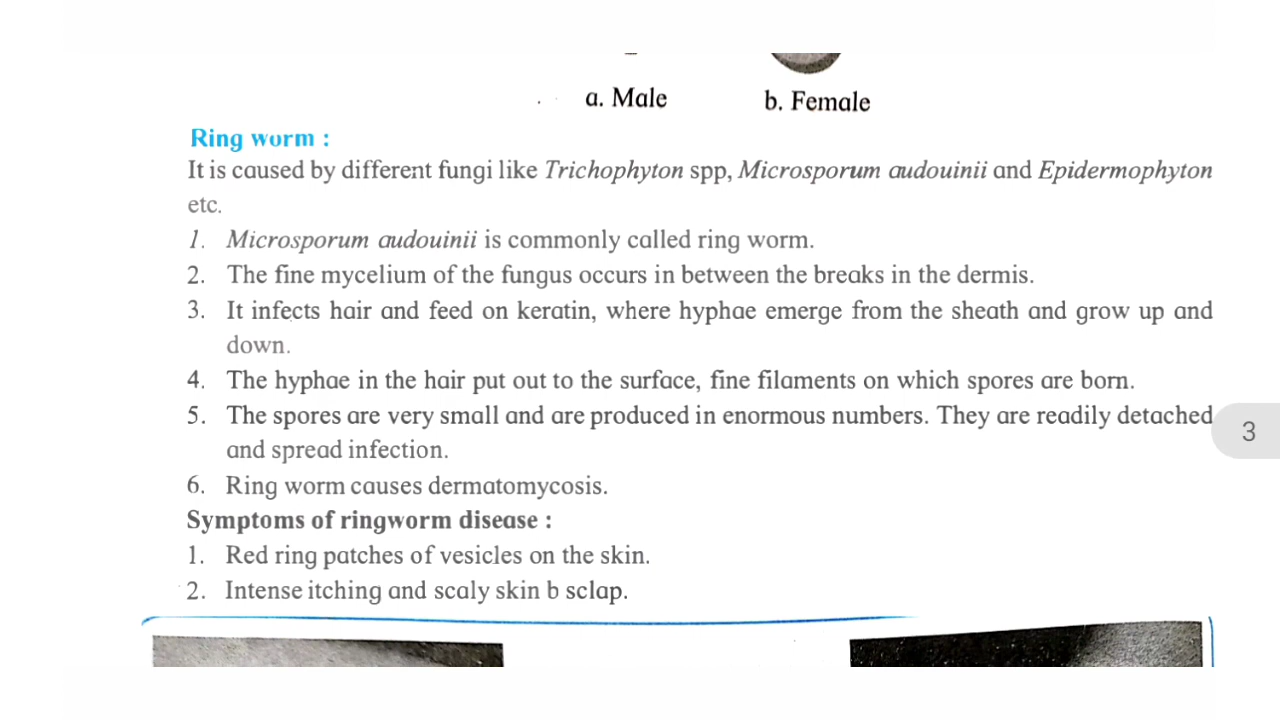 a. Male b. Female
Ring worm :
It is caused by different fungi like Trichophyton spp, Microsporum audouinii and Epidermophyton
etc.
1. Microsporum audouinii is commonly called ring worm.
2. The fine mycelium of the fungus occurs in between the breaks in the dermis.
3. It infects hair and feed on keratin, where hyphae emerge from the sheath and grow up and
down.
4. The hyphae in the hair put out to the surface, fine filaments on which spores are born.
5. The spores are very small and are produced in enormous numbers. They are readily detached
and spread infection.
3
6. Ring worm causes dermatomycosis.
Symptoms of ringworm disease :
1. Red ring patches of vesicles on the skin.
2. Intense itching and scaly skin b sclap.